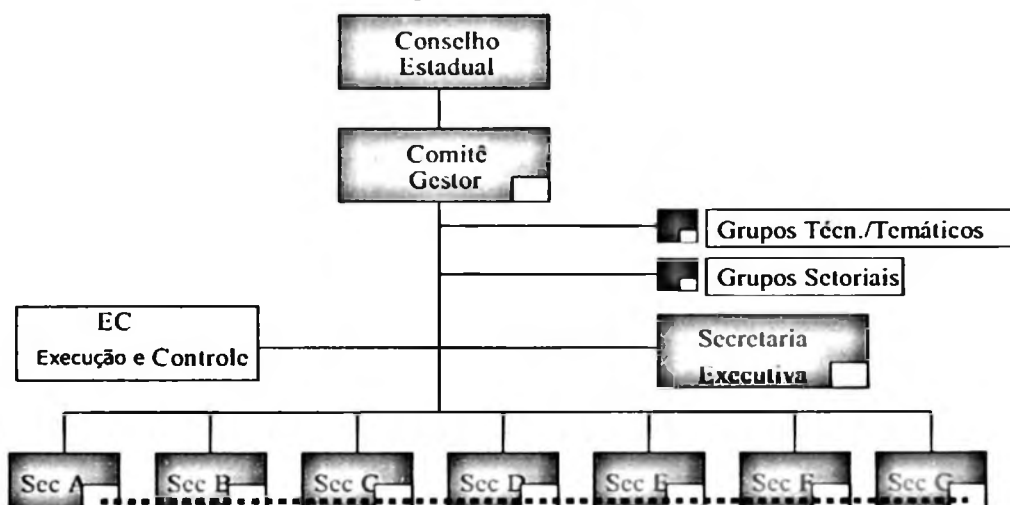 Conselho
Estadual
Comitê
Gestor
Grupos Técn./Temáticos
Grupos Setoriais
EC
Execução e Controle
Secretaria
Executiva
Sec A
Sec B
Sec C
Sec D
Sec E
Sec F
Sec G